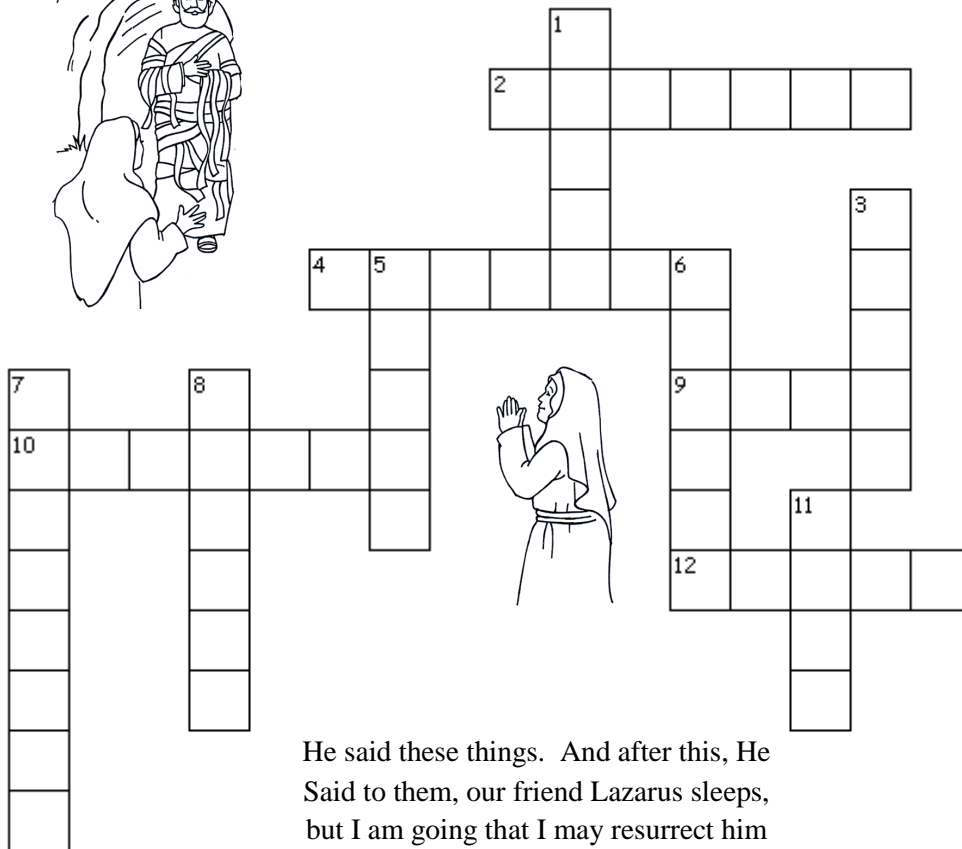 1
2
3
4 5 6
7 8 9
10
11
12
He said these things. And after this, He
Said to them, our friend Lazarus sleeps,
but I am going that I may resurrect him